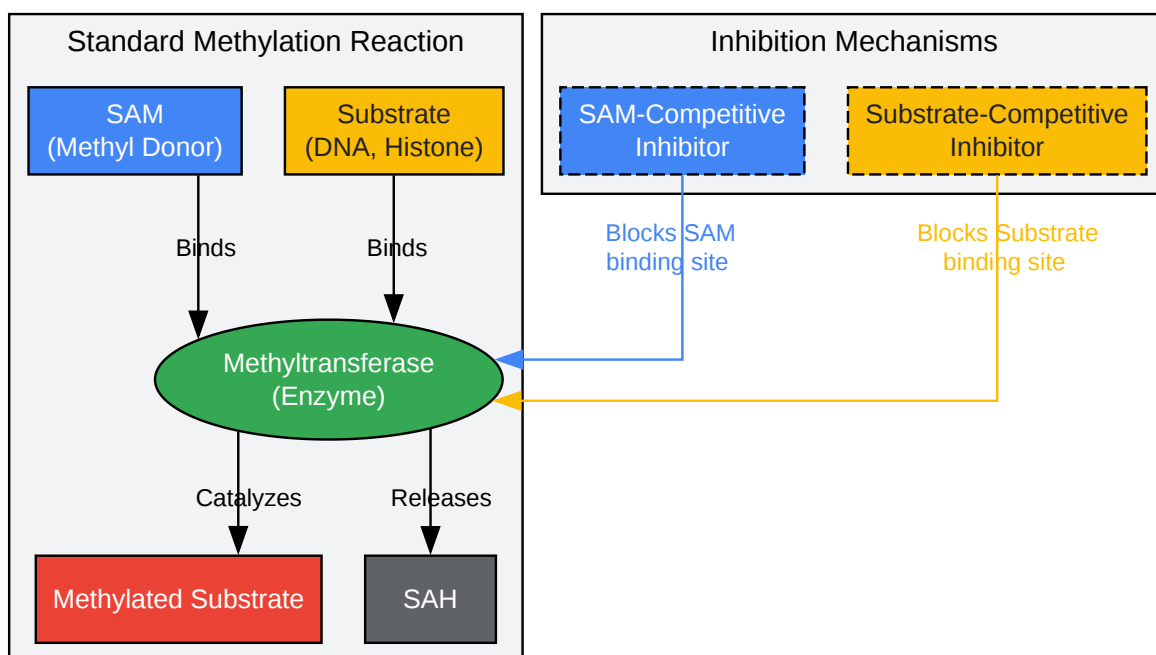 Standard Methylation Reaction
SAM
(Methyl Donor)
Substrate
(DNA, Histone)
Binds
Binds
Methyltransferase
(Enzyme)
Catalyzes
Releases
Methylated Substrate
SAH
Inhibition Mechanisms
SAM-Competitive
Inhibitor
Substrate-Competitive
Inhibitor
Blocks SAM
binding site
Blocks Substrate
binding site